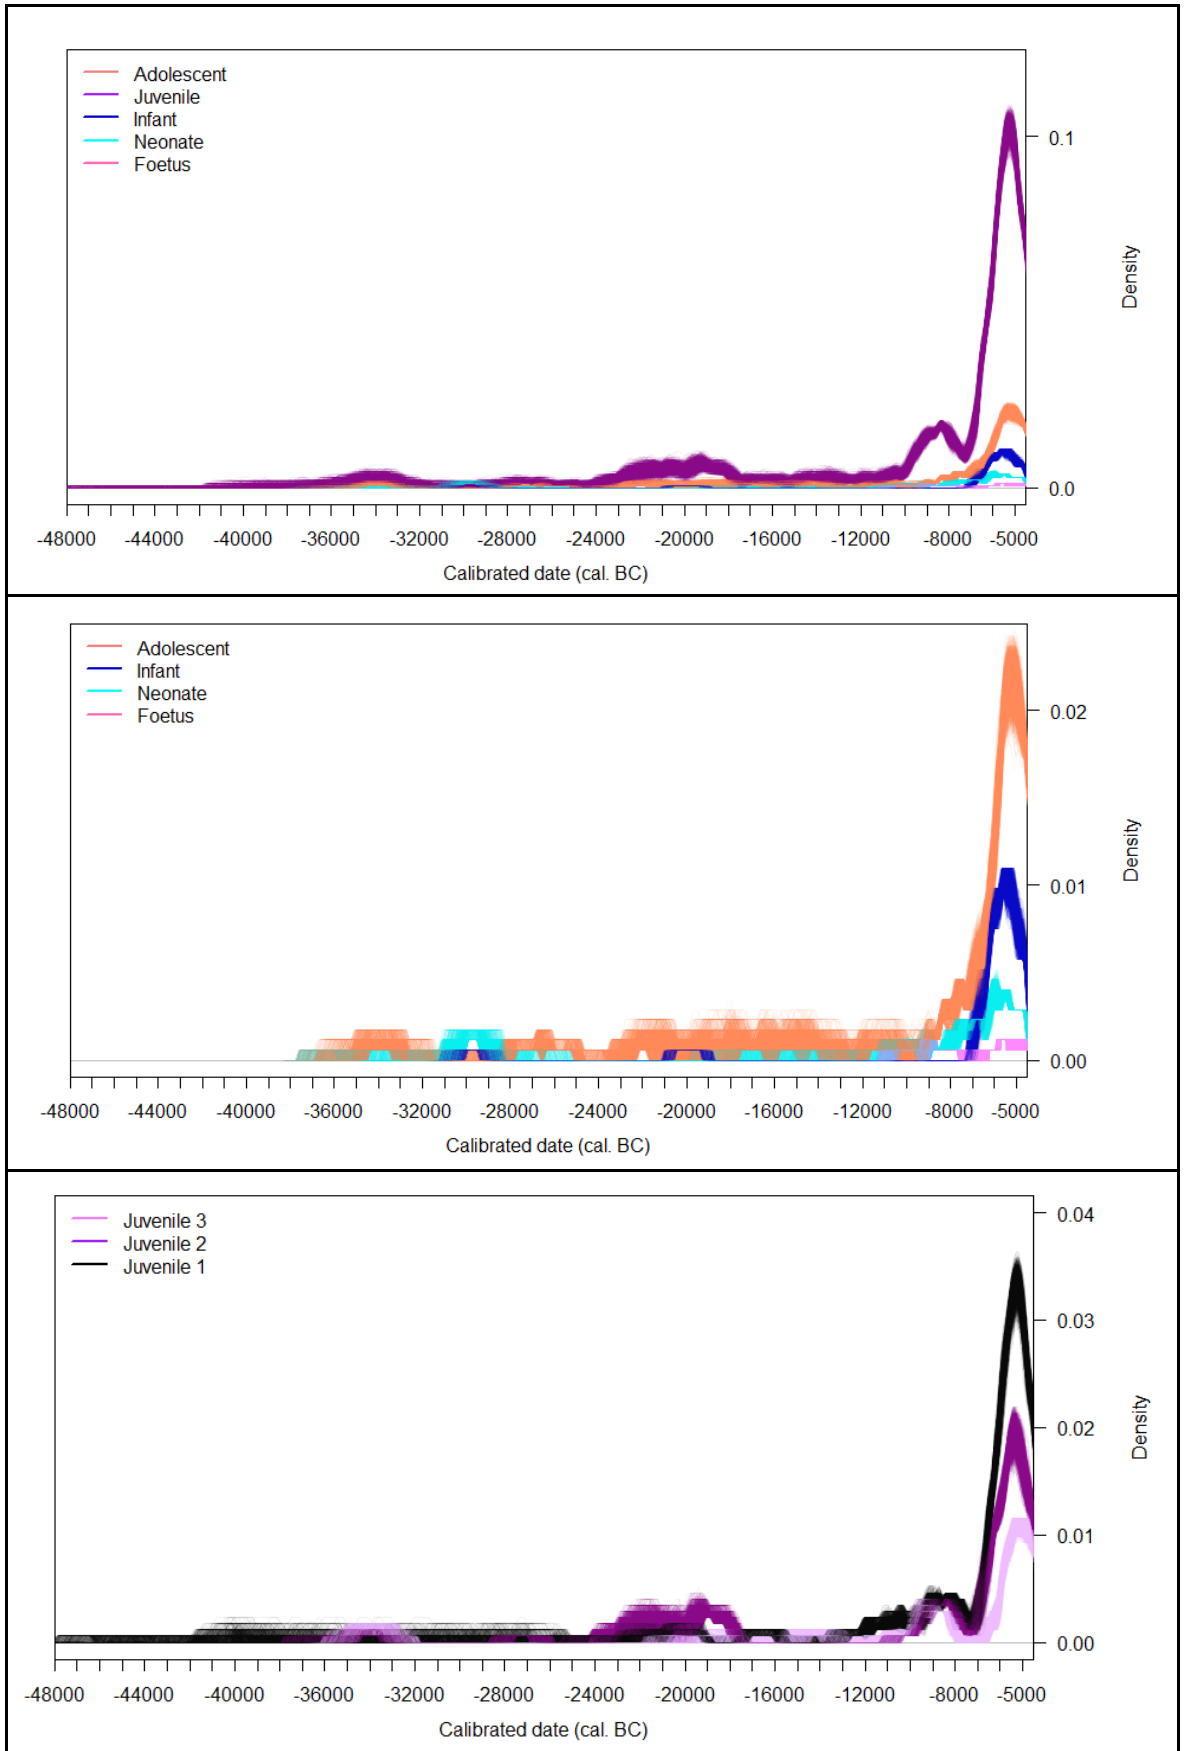 Adolescent
Juvenile
Infant
Neonate
Foetus
0.1
0.0
Density
-48000 -44000 -40000 -36000 -32000 -28000 -24000 -20000 -16000 -12000 -8000 -5000
Calibrated date (cal. BC)
Adolescent
Infant
Neonate
Foetus
0.02
0.01
0.00
Density
-48000 -44000 -40000 -36000 -32000 -28000 -24000 -20000 -16000 -12000 -8000 -5000
Calibrated date (cal. BC)
Juvenile 3
Juvenile 2
Juvenile 1
0.04
0.03
0.02
0.01
0.00
Density
-48000 -44000 -40000 -36000 -32000 -28000 -24000 -20000 -16000 -12000 -8000 -5000
Calibrated date (cal. BC)